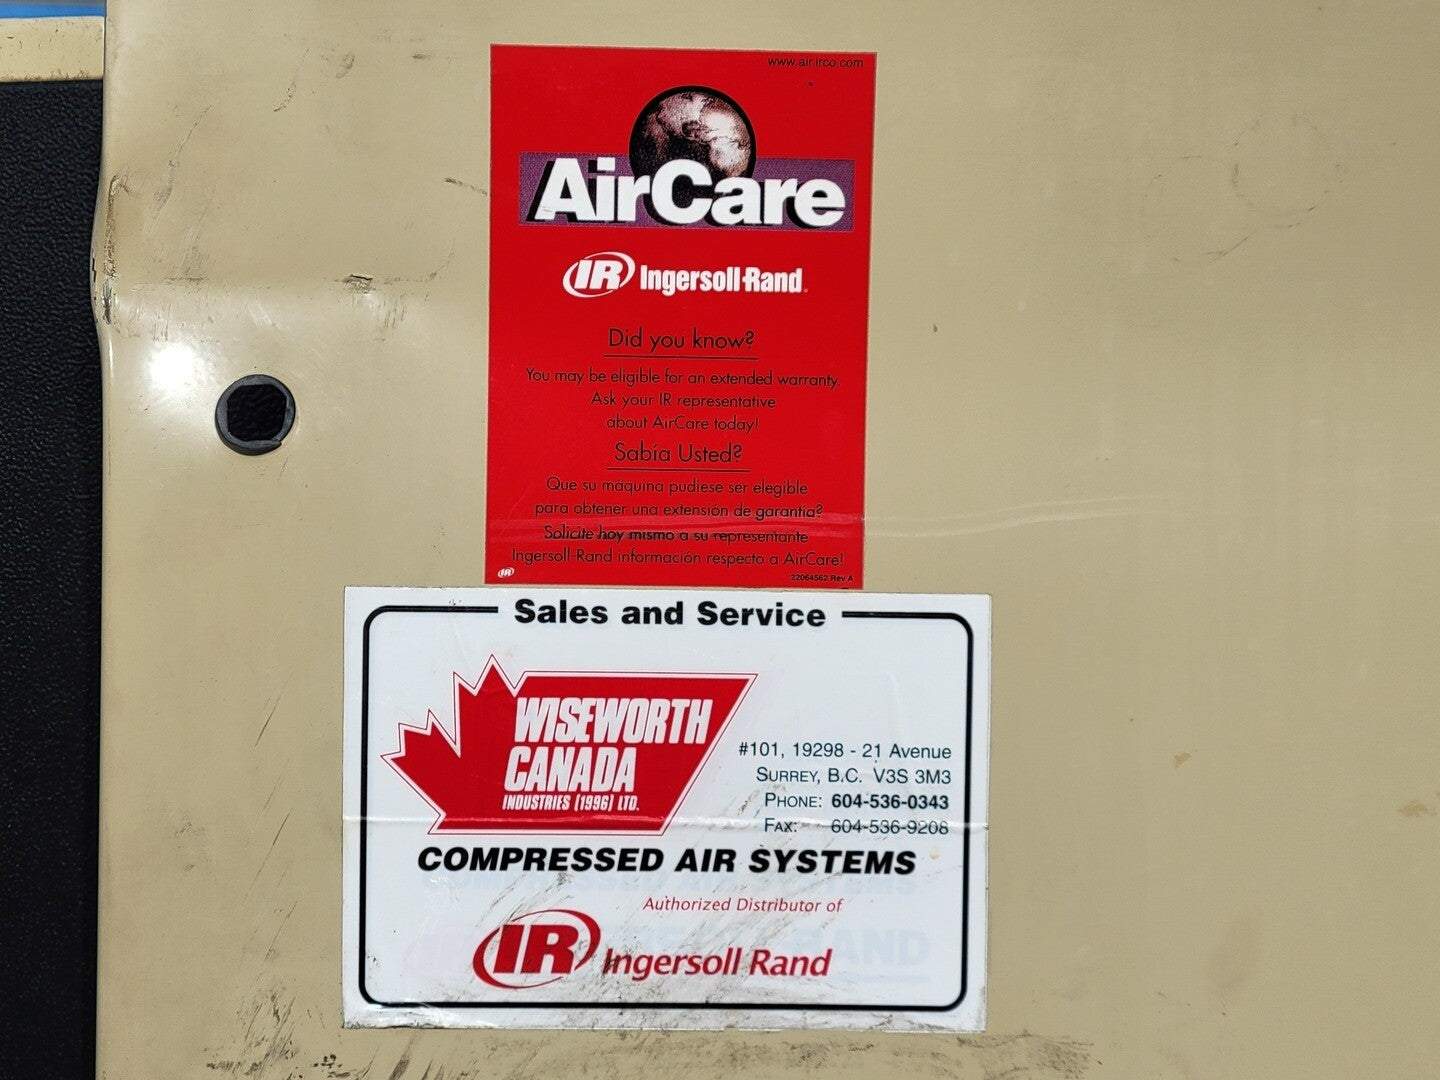 www.air.irco.com
AirCare
IR Ingersoll-Rand
Did you know?
You may be eligible for an extended warranty.
Ask your IR representative
about AirCare today!
Sabía Usted?
Que su maquina pudiese ser elegible
para obtener una extensión de garantía?
Solicite hoy mismo a su representante
Ingersoll-Rand información respecto a AirCare!
IR
22064562 Rev A
Sales and Service
WISEWORTH
CANADA
INDUSTRIES (1996) LTD.
#101, 19298 - 21 Avenue
SURREY, B.C. V3S 3M3
PHONE: 604-536-0343
FAX: 604-536-9208
COMPRESSED AIR SYSTEMS
Authorized Distributor of
IR Ingersoll Rand